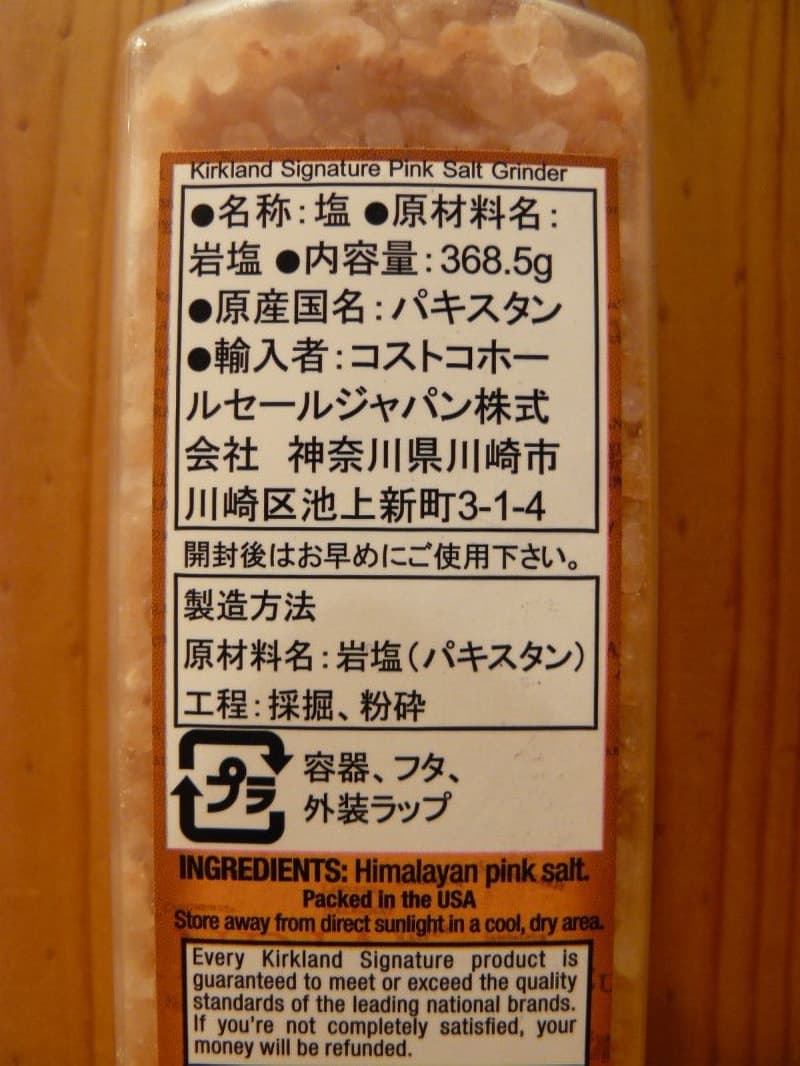 Kirkland Signature Pink Salt Grinder
●名称:塩 ●原材料名:
岩塩 ●内容量:368.5g
●原産国名:パキスタン
●輸入者:コストコホー
ルセールジャパン株式
会社 神奈川県川崎市
川崎区池上新町3-1-4
開封後はお早めにご使用下さい。
製造方法
原材料名:岩塩(パキスタン)
工程:採掘、粉砕
プラ
容器、フタ、
外装ラップ
INGREDIENTS: Himalayan pink salt.
Packed in the USA
Store away from direct sunlight in a cool, dry area.
Every Kirkland Signature product is
guaranteed to meet or exceed the quality
standards of the leading national brands.
If you're not completely satisfied, your
money will be refunded.